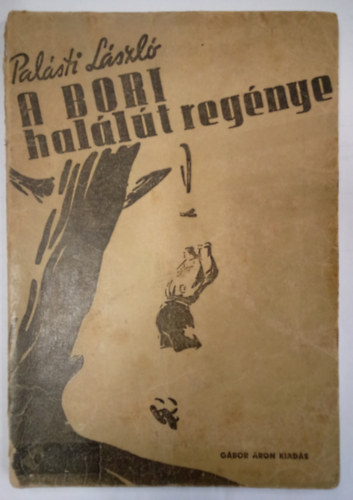 Palásti László
A BORI
halálút regénye
GÁBOR ÁRON KIADÁS